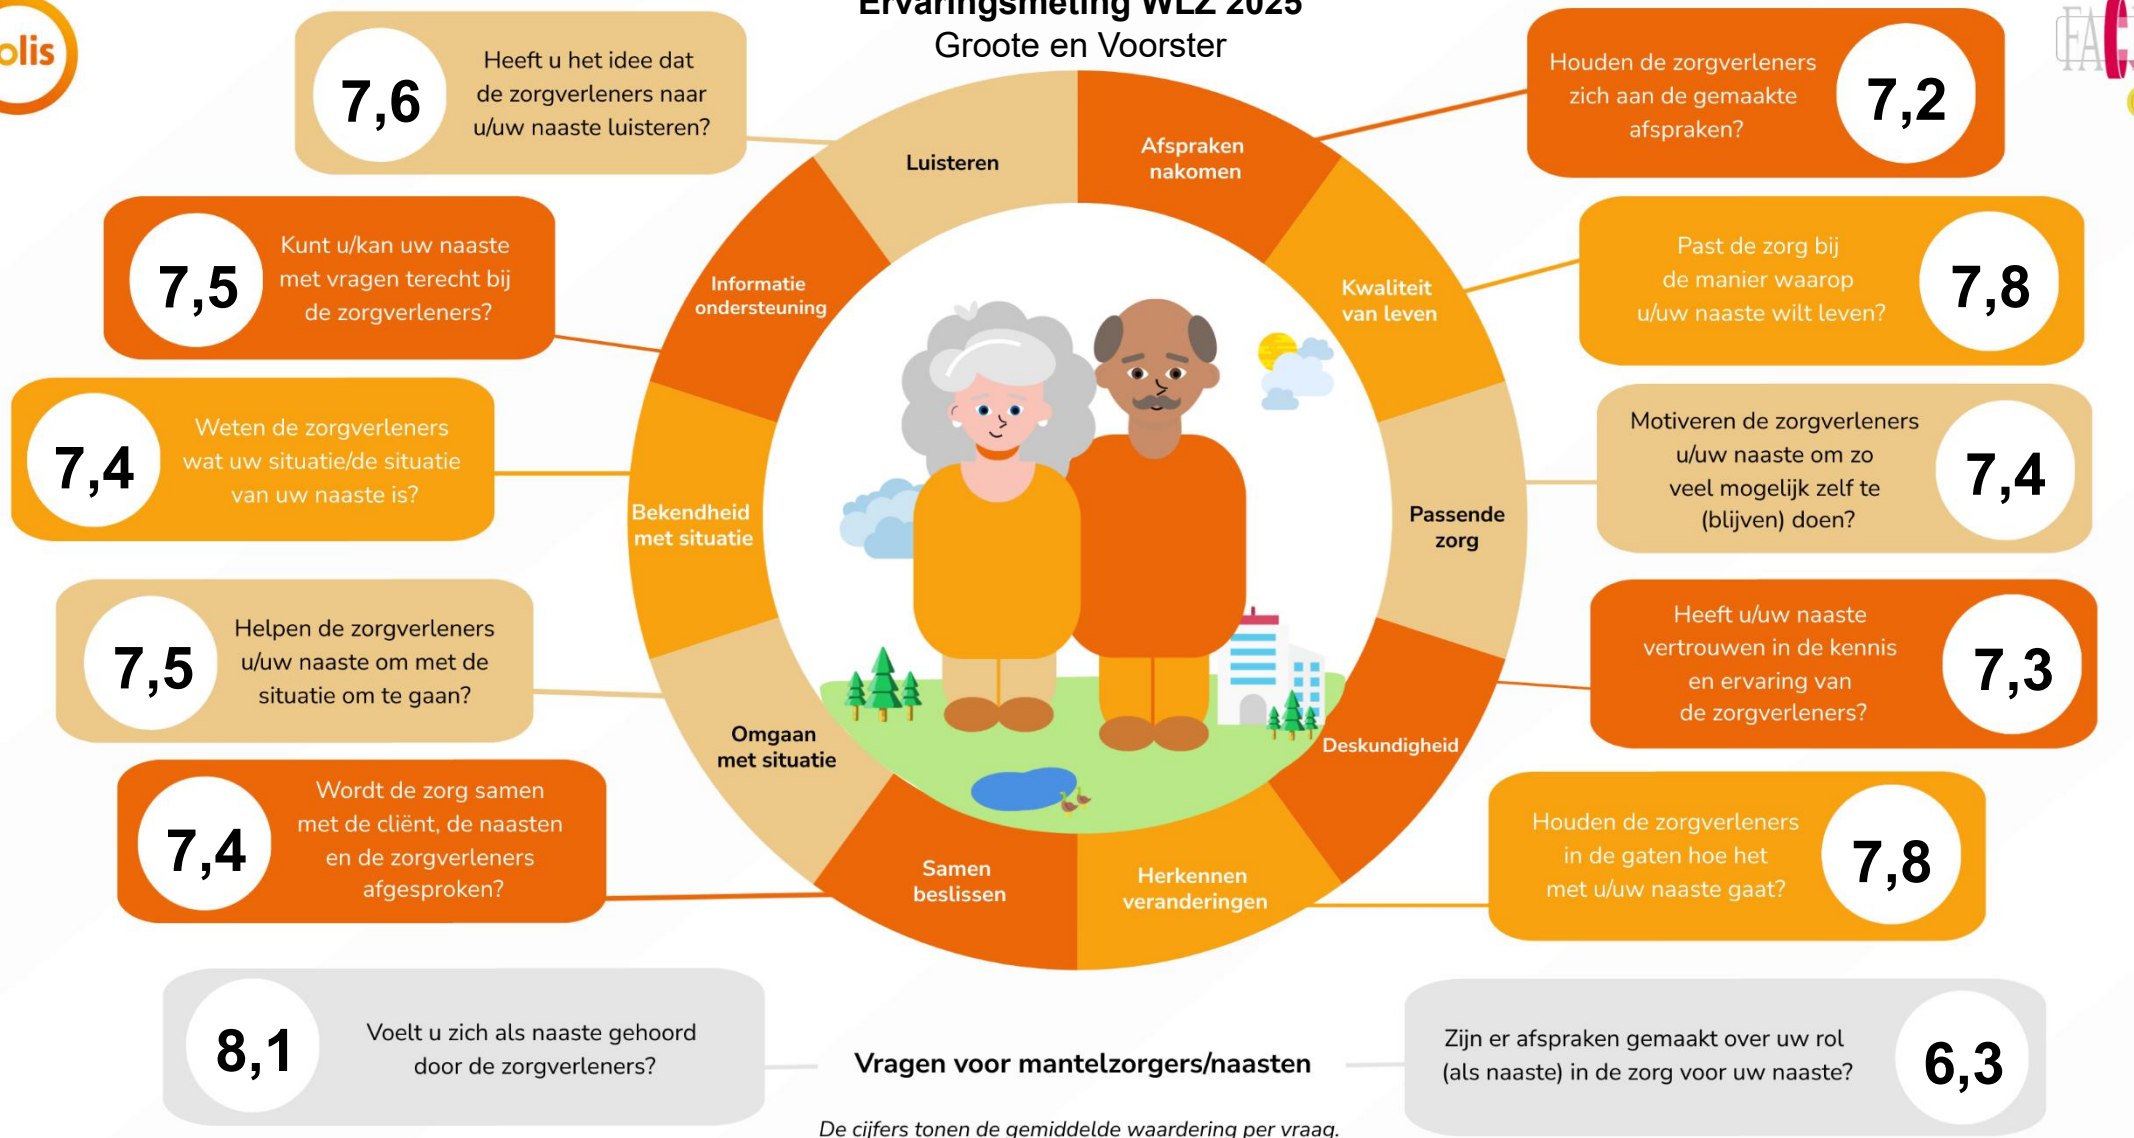 Ervaringsmeting WLZ 2025
Groote en Voorster
olis
FAC
7,6
Heeft u het idee dat
de zorgverleners naar
u/uw naaste luisteren?
Houden de zorgverleners
zich aan de gemaakte
afspraken?
7,2
Luisteren
Afspraken
nakomen
7,5
Kunt u/kan uw naaste
met vragen terecht bij
de zorgverleners?
Informatie
ondersteuning
Kwaliteit
van leven
Past de zorg bij
de manier waarop
u/uw naaste wilt leven?
7,8
7,4
Weten de zorgverleners
wat uw situatie/de situatie
van uw naaste is?
Bekendheid
met situatie
Passende
zorg
Motiveren de zorgverleners
u/uw naaste om zo
veel mogelijk zelf te
(blijven) doen?
7,4
7,5
Helpen de zorgverleners
u/uw naaste om met de
situatie om te gaan?
Omgaan
met situatie
Deskundigheid
Heeft u/uw naaste
vertrouwen in de kennis
en ervaring van
de zorgverleners?
7,3
7,4
Wordt de zorg samen
met de cliënt, de naasten
en de zorgverleners
afgesproken?
Samen
beslissen
Herkennen
veranderingen
Houden de zorgverleners
in de gaten hoe het
met u/uw naaste gaat?
7,8
8,1
Voelt u zich als naaste gehoord
door de zorgverleners?
Vragen voor mantelzorgers/naasten
Zijn er afspraken gemaakt over uw rol
(als naaste) in de zorg voor uw naaste?
6,3
De cijfers tonen de gemiddelde waardering per vraag.